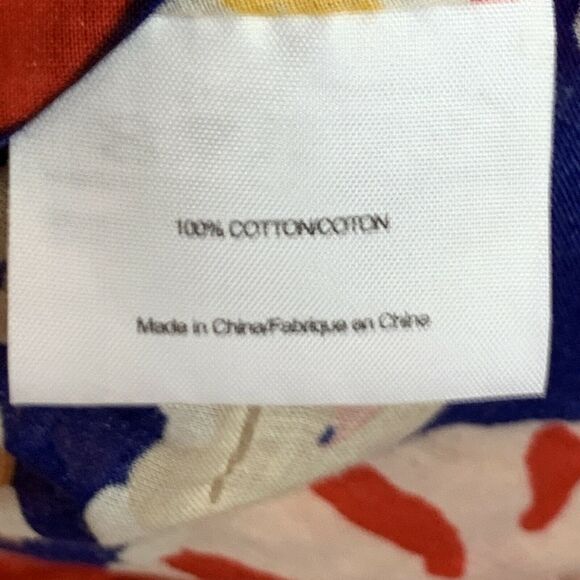 100% COTTON/COTON
Made in China/Fabrique en Chine